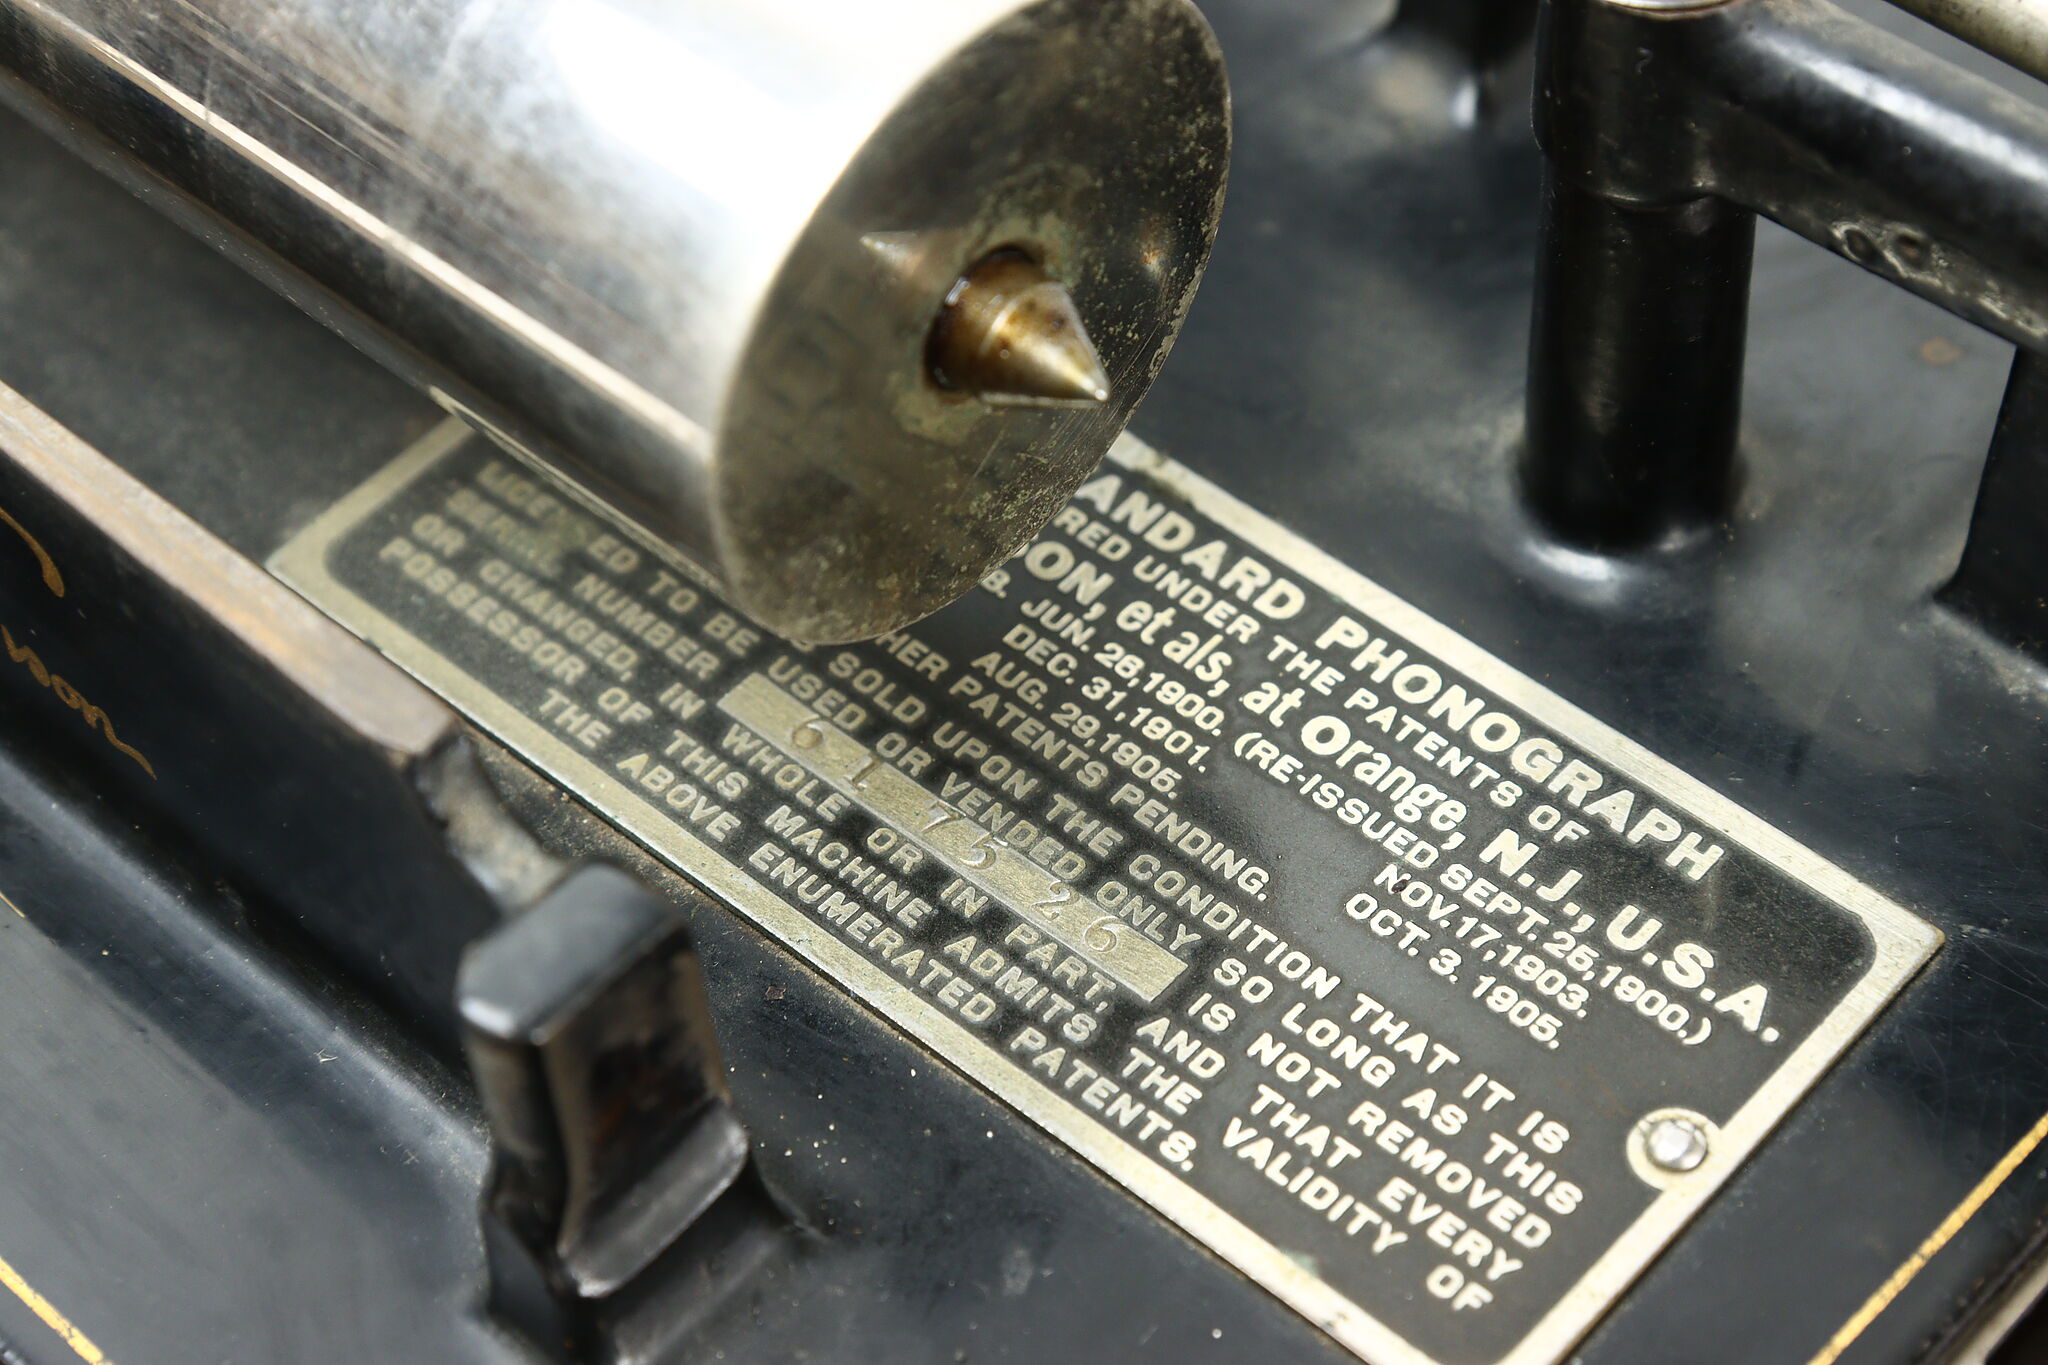 ANDARD PHONOGRAPH
RED UNDER THE PATENTS OF
SON, et als, at Orange, N.J., U.S.A.
B. JUN. 26,1900. (RE-ISSUED SEPT. 25,1900.)
DEC. 31,1901. NOV.17,1903.
AUG. 29,1905. OCT. 3. 1905.
HER PATENTS PENDING.
SOLD UPON THE CONDITION THAT IT IS
LICENSED TO BE USED OR VENDED ONLY SO LONG AS THIS
SERIAL NUMBER 617526 IS NOT REMOVED
OR CHANGED, IN WHOLE OR IN PART, AND THAT EVERY
POSSESSOR OF THIS MACHINE ADMITS THE VALIDITY OF
THE ABOVE ENUMERATED PATENTS.